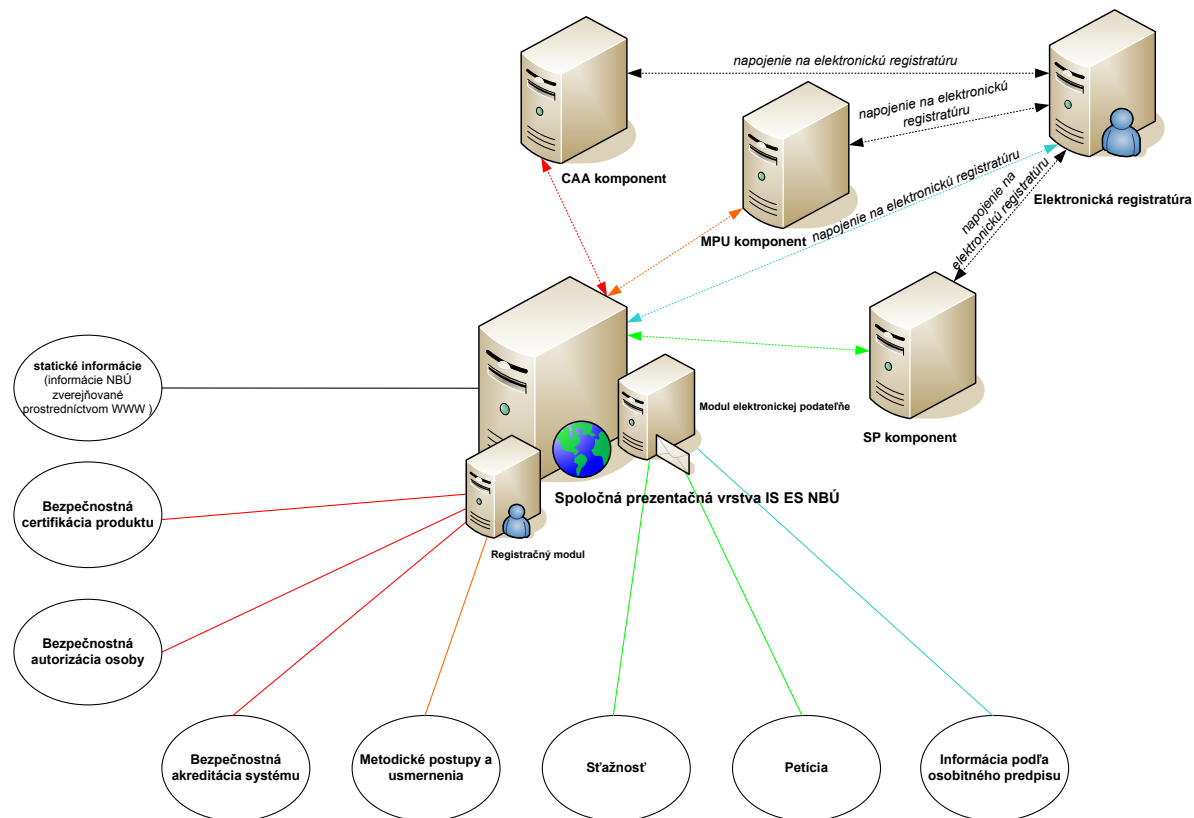 napojenie na elektronickú registratúru
napojenie na elektronickú
registratúru
CAA komponent
Elektronická registratúra
napojenie na elektronickú registratúru
napojenie na
elektronickú registratúru
MPU komponent
statické informácie
(informácie NBÚ
zverejňované
prostredníctvom WWW )
Modul elektronickej podateľňe
SP komponent
Spoločná prezentačná vrstva IS ES NBÚ
Bezpečnostná
certifikácia produktu
Registračný modul
Bezpečnostná
autorizácia osoby
Bezpečnostná
akreditácia systému
Metodické postupy a
usmernenia
Sťažnosť
Petícia
Informácia podľa
osobitného predpisu